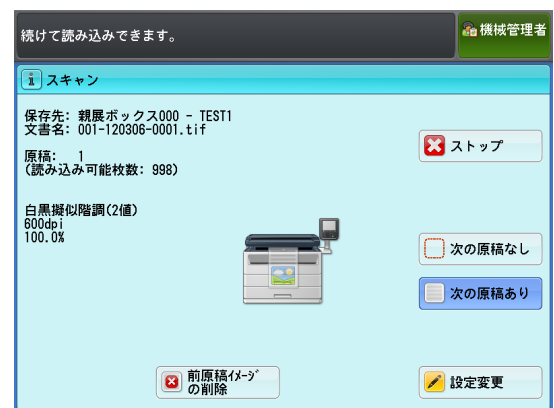 続けて読み込みできます。
機械管理者
i スキャン
保存先: 親展ボックス000 - TEST1
文書名: 001-120306-0001.tif
原稿: 1
(読み込み可能枚数: 998)
ストップ
白黒擬似階調(2値)
600dpi
100.0%
次の原稿なし
次の原稿あり
前原稿ｲﾒｰｼﾞ
の削除
設定変更